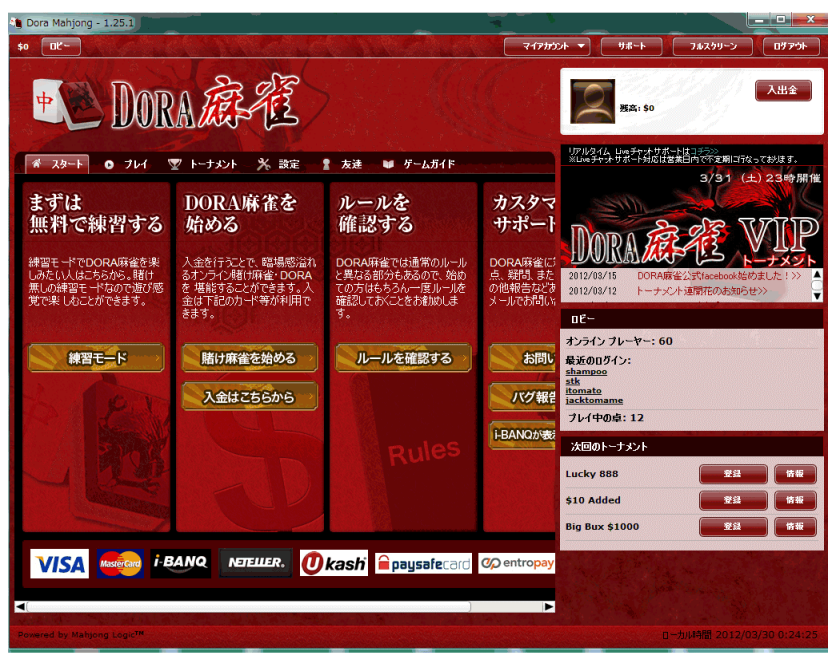 Dora Mahjong - 1.25.1
$0 ロビー マイアカウント サポート フルスクリーン ログアウト
中 DORA麻雀
残高: $0
入出金
スタート プレイ トーナメント 設定 友達 ゲームガイド
まずは
無料で練習する
練習モードでDORA麻雀を楽
しみたい人はこちらから。賭け
無しの練習モードなので遊び感
覚で楽しむことができます。
練習モード
DORA麻雀を
始める
入金を行うことで、臨場感溢れ
るオンライン賭け麻雀・DORA
を堪能することができます。入
金は下記のカード等が利用で
きます。
賭け麻雀を始める
入金はこちらから
ルールを
確認する
DORA麻雀では通常のルール
と異なる部分もあるので、始め
ての方はもちろん一度ルールを
確認しておくことをお勧めしま
す。
ルールを確認する
Rules
カスタマ
サポート
DORA麻雀に
点、疑問、また
の他報告などあ
メールでお問い
お問い
バグ報告
i-BANQが表
VISA MasterCard i-BANQ NETELLER. Ukash paysafecard entropay
リアルタイム Liveチャットサポートはコチラ>>
※Liveチャットサポート対応は営業日内で不定期に行なっております。
3/31 (土) 23時開催
DORA麻雀 VIP
トーナメント
2012/03/15 DORA麻雀公式facebook始めました！>>
2012/03/12 トーナメント連開花のお知らせ>>
ロビー
オンライン プレーヤー: 60
最近のログイン:
shampoo
stk
itomato
jacktomame
プレイ中の卓: 12
次回のトーナメント
Lucky 888 登録 情報
$10 Added 登録 情報
Big Bux $1000 登録 情報
Powered by Mahjong Logic™
ローカル時間 2012/03/30 0:24:25